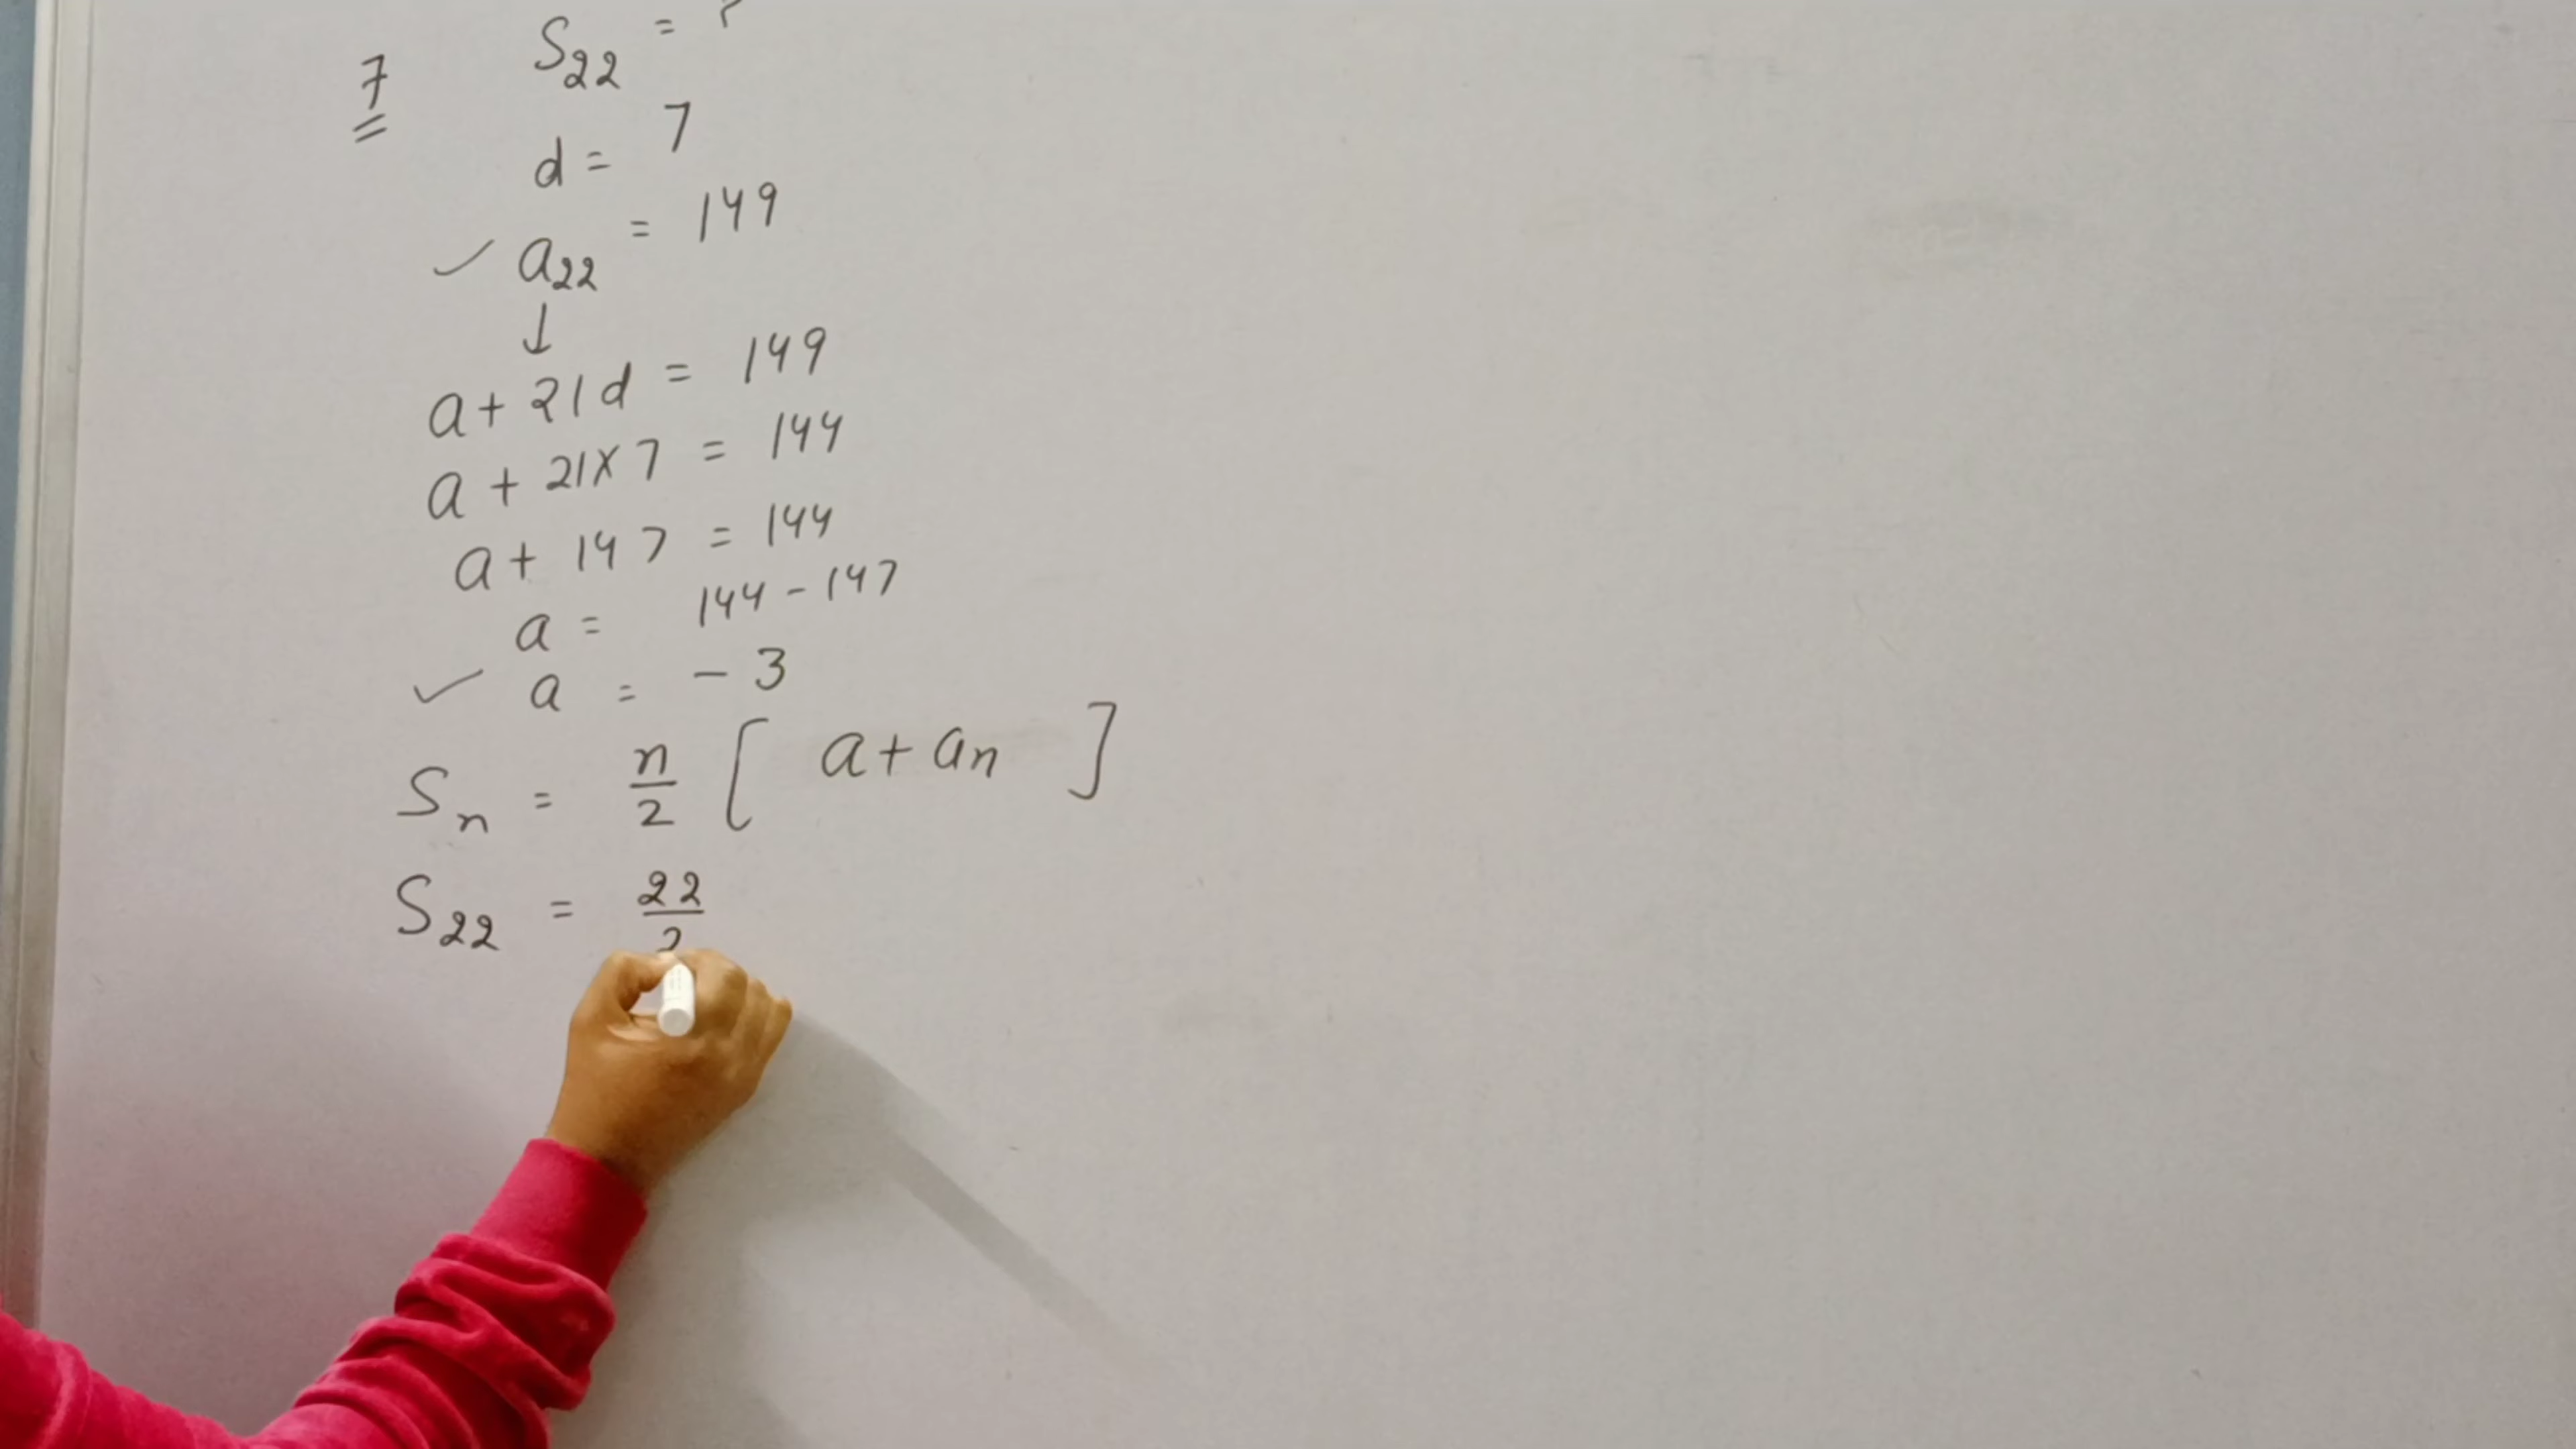 7 S₂₂ =
d = 7
✓ a₂₂ = 149
↓
a + 21d = 149
a + 21 × 7 = 144
a + 147 = 144
a = 144 - 147
✓ a = - 3
Sₙ = n/2 [ a + aₙ ]
S₂₂ = 22/2